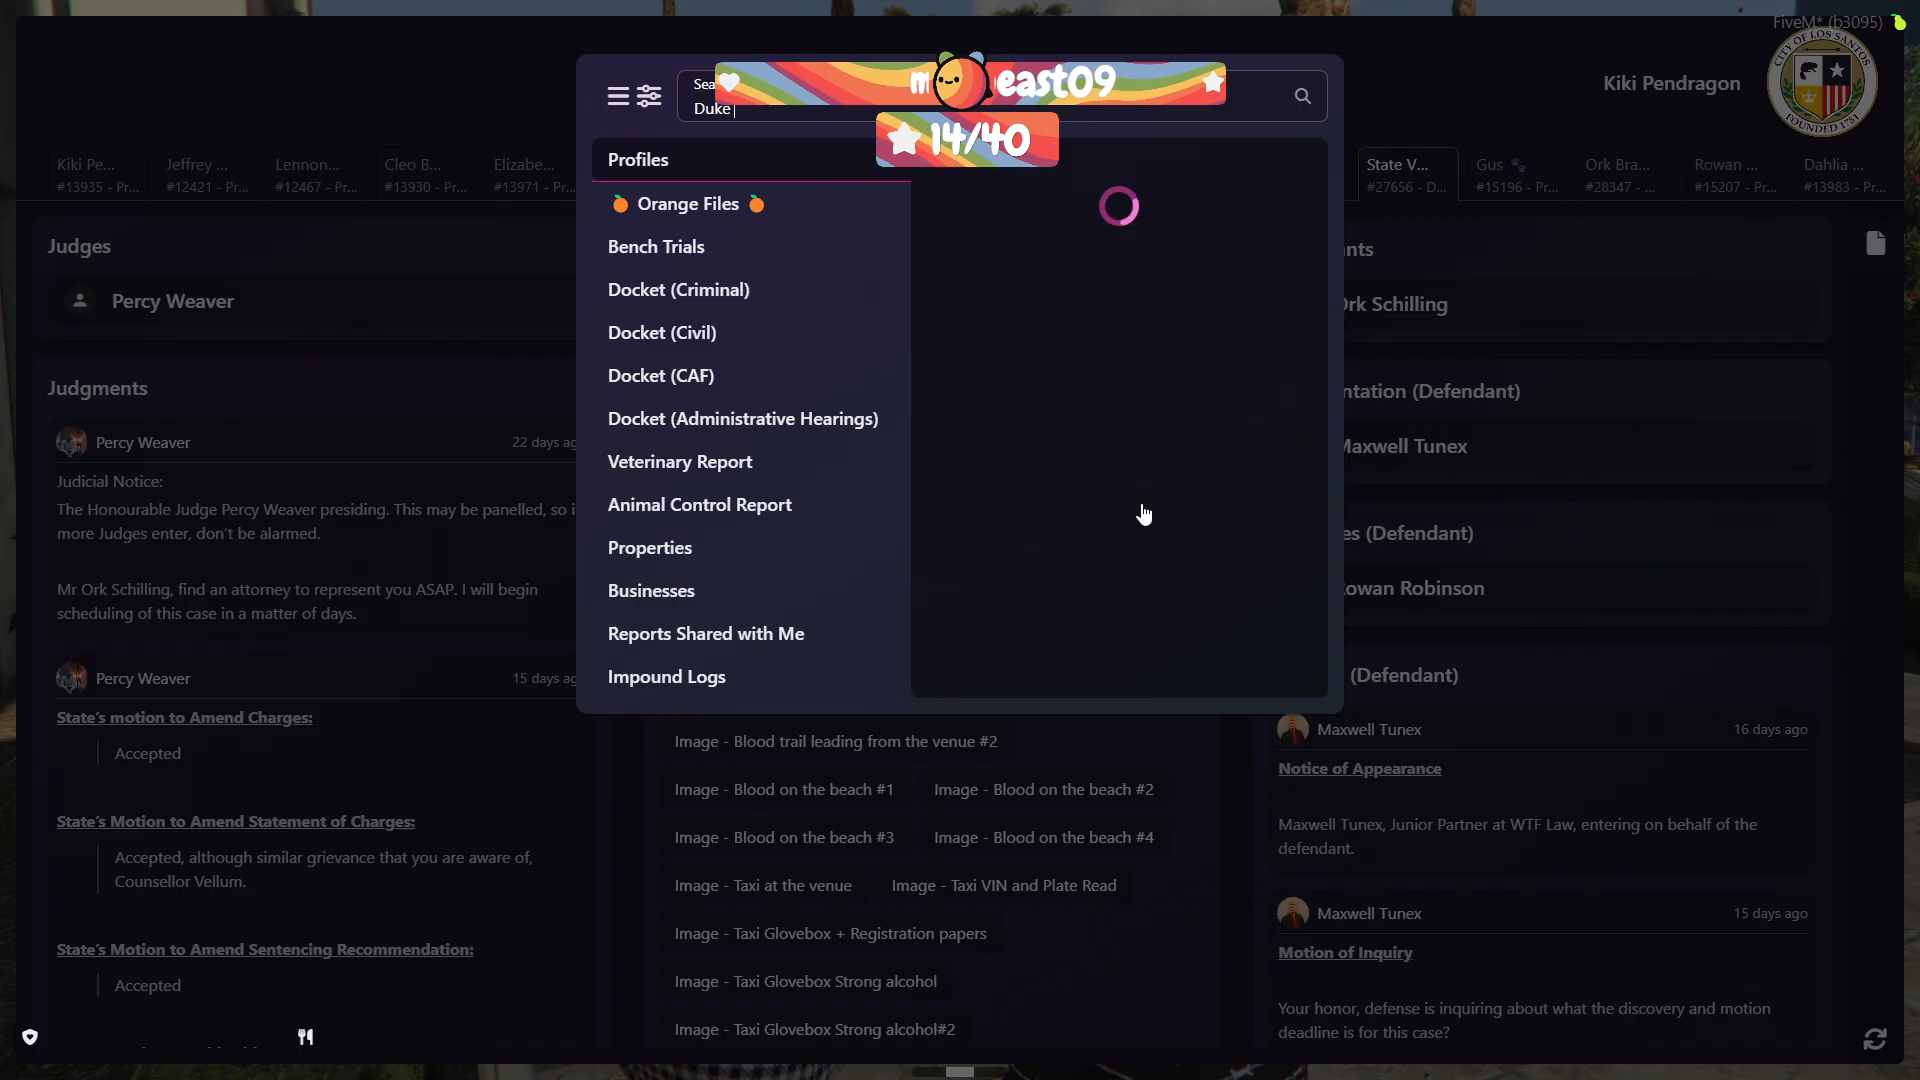 FiveM* (b3095)
Kiki Pendragon
CITY OF LOS SANTOS
FOUNDED 1781
east09
14/40
Sea
Duke
Kiki Pe...
#13935 - Pr...
Jeffrey ...
#12421 - Pr...
Lennon...
#12467 - Pr...
Cleo B...
#13930 - Pr...
Elizabe...
#13971 - Pr...
State V...
#27656 - D...
Gus 🐾
#15196 - Pr...
Ork Bra...
#28347 - ...
Rowan ...
#15207 - Pr...
Dahlia ...
#13983 - Pr...
Profiles
🍊 Orange Files 🍊
Bench Trials
Docket (Criminal)
Docket (Civil)
Docket (CAF)
Docket (Administrative Hearings)
Veterinary Report
Animal Control Report
Properties
Businesses
Reports Shared with Me
Impound Logs
Judges
Percy Weaver
Judgments
Percy Weaver
22 days ag
Judicial Notice:
The Honourable Judge Percy Weaver presiding. This may be panelled, so i
more Judges enter, don't be alarmed.
Mr Ork Schilling, find an attorney to represent you ASAP. I will begin
scheduling of this case in a matter of days.
Percy Weaver
15 days ag
State's motion to Amend Charges:
Accepted
State's Motion to Amend Statement of Charges:
Accepted, although similar grievance that you are aware of,
Counsellor Vellum.
State's Motion to Amend Sentencing Recommendation:
Accepted
Image - Blood trail leading from the venue #2
Image - Blood on the beach #1
Image - Blood on the beach #2
Image - Blood on the beach #3
Image - Blood on the beach #4
Image - Taxi at the venue
Image - Taxi VIN and Plate Read
Image - Taxi Glovebox + Registration papers
Image - Taxi Glovebox Strong alcohol
Image - Taxi Glovebox Strong alcohol#2
nts
Ork Schilling
ntation (Defendant)
Maxwell Tunex
es (Defendant)
Rowan Robinson
(Defendant)
Maxwell Tunex
16 days ago
Notice of Appearance
Maxwell Tunex, Junior Partner at WTF Law, entering on behalf of the
defendant.
Maxwell Tunex
15 days ago
Motion of Inquiry
Your honor, defense is inquiring about what the discovery and motion
deadline is for this case?